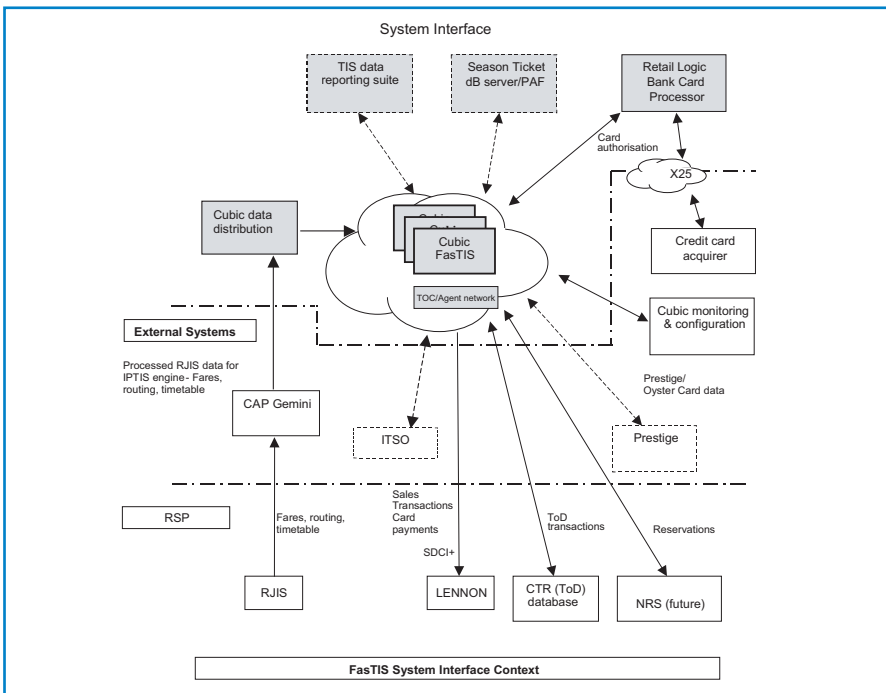 System Interface
TIS data
reporting suite
Season Ticket
dB server/PAF
Retail Logic
Bank Card
Processor
Card
authorisation
X25
Cubic data
distribution
Cubic
FasTIS
TOC/Agent network
Credit card
acquirer
Cubic monitoring
& configuration
External Systems
Processed RJIS data for
IPTIS engine- Fares,
routing, timetable
CAP Gemini
ITSO
Prestige/
Oyster Card data
Prestige
RSP
Fares, routing,
timetable
Sales
Transactions
Card
payments
SDCI+
ToD
transactions
Reservations
RJIS
LENNON
CTR (ToD)
database
NRS (future)
FasTIS System Interface Context